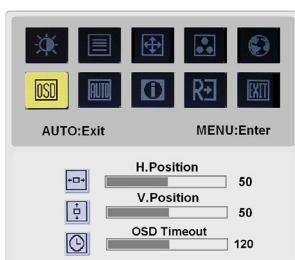 OSD AUTO i R EXIT
AUTO:Exit MENU:Enter
H.Position
50
V.Position
50
OSD Timeout
120